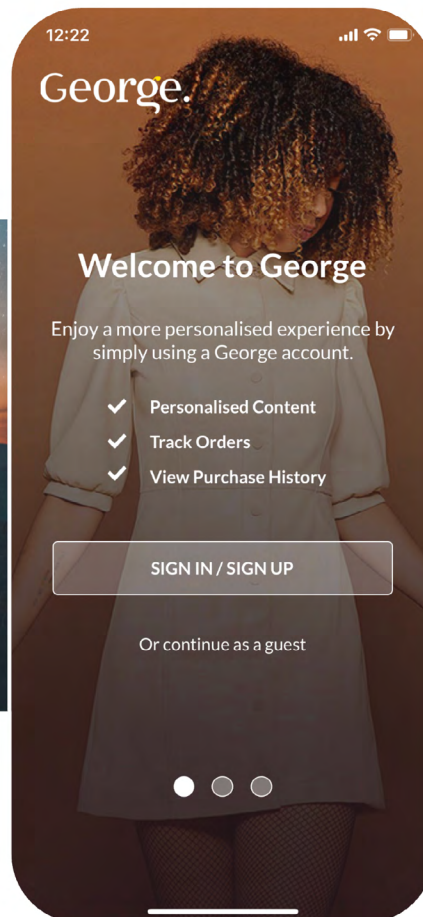 12:22
George.
Welcome to George
Enjoy a more personalised experience by
simply using a George account.
Personalised Content
Track Orders
View Purchase History
SIGN IN / SIGN UP
Or continue as a guest